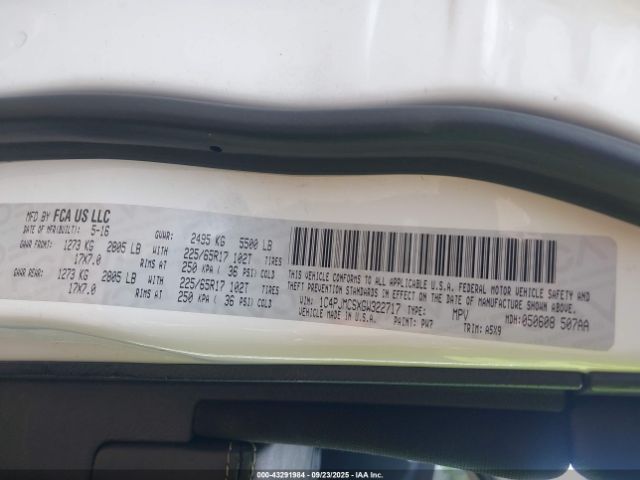 MFD BY FCA US LLC
DATE OF MFR(BUILT): 5-16 GVWR: 2495 KG 5500 LB
GAWR FRONT: 1273 KG 2805 LB WITH 225/65R17 102T TIRES
17X7.0 RIMS AT 250 KPA ( 36 PSI) COLD
GAWR REAR: 1273 KG 2805 LB WITH 225/65R17 102T TIRES
17X7.0 RIMS AT 250 KPA ( 36 PSI) COLD
THIS VEHICLE CONFORMS TO ALL APPLICABLE U.S.A. FEDERAL MOTOR VEHICLE SAFETY AND
THEFT PREVENTION STANDARDS IN EFFECT ON THE DATE OF MANUFACTURE SHOWN ABOVE.
VIN: 1C4PJMCSXGW322717 TYPE: MPV MDH: 050608 507AA
VEHICLE MADE IN U.S.A. PAINT: PW7 TRIM: A5X9
000-43291984 - 09/23/2025 - IAA Inc.